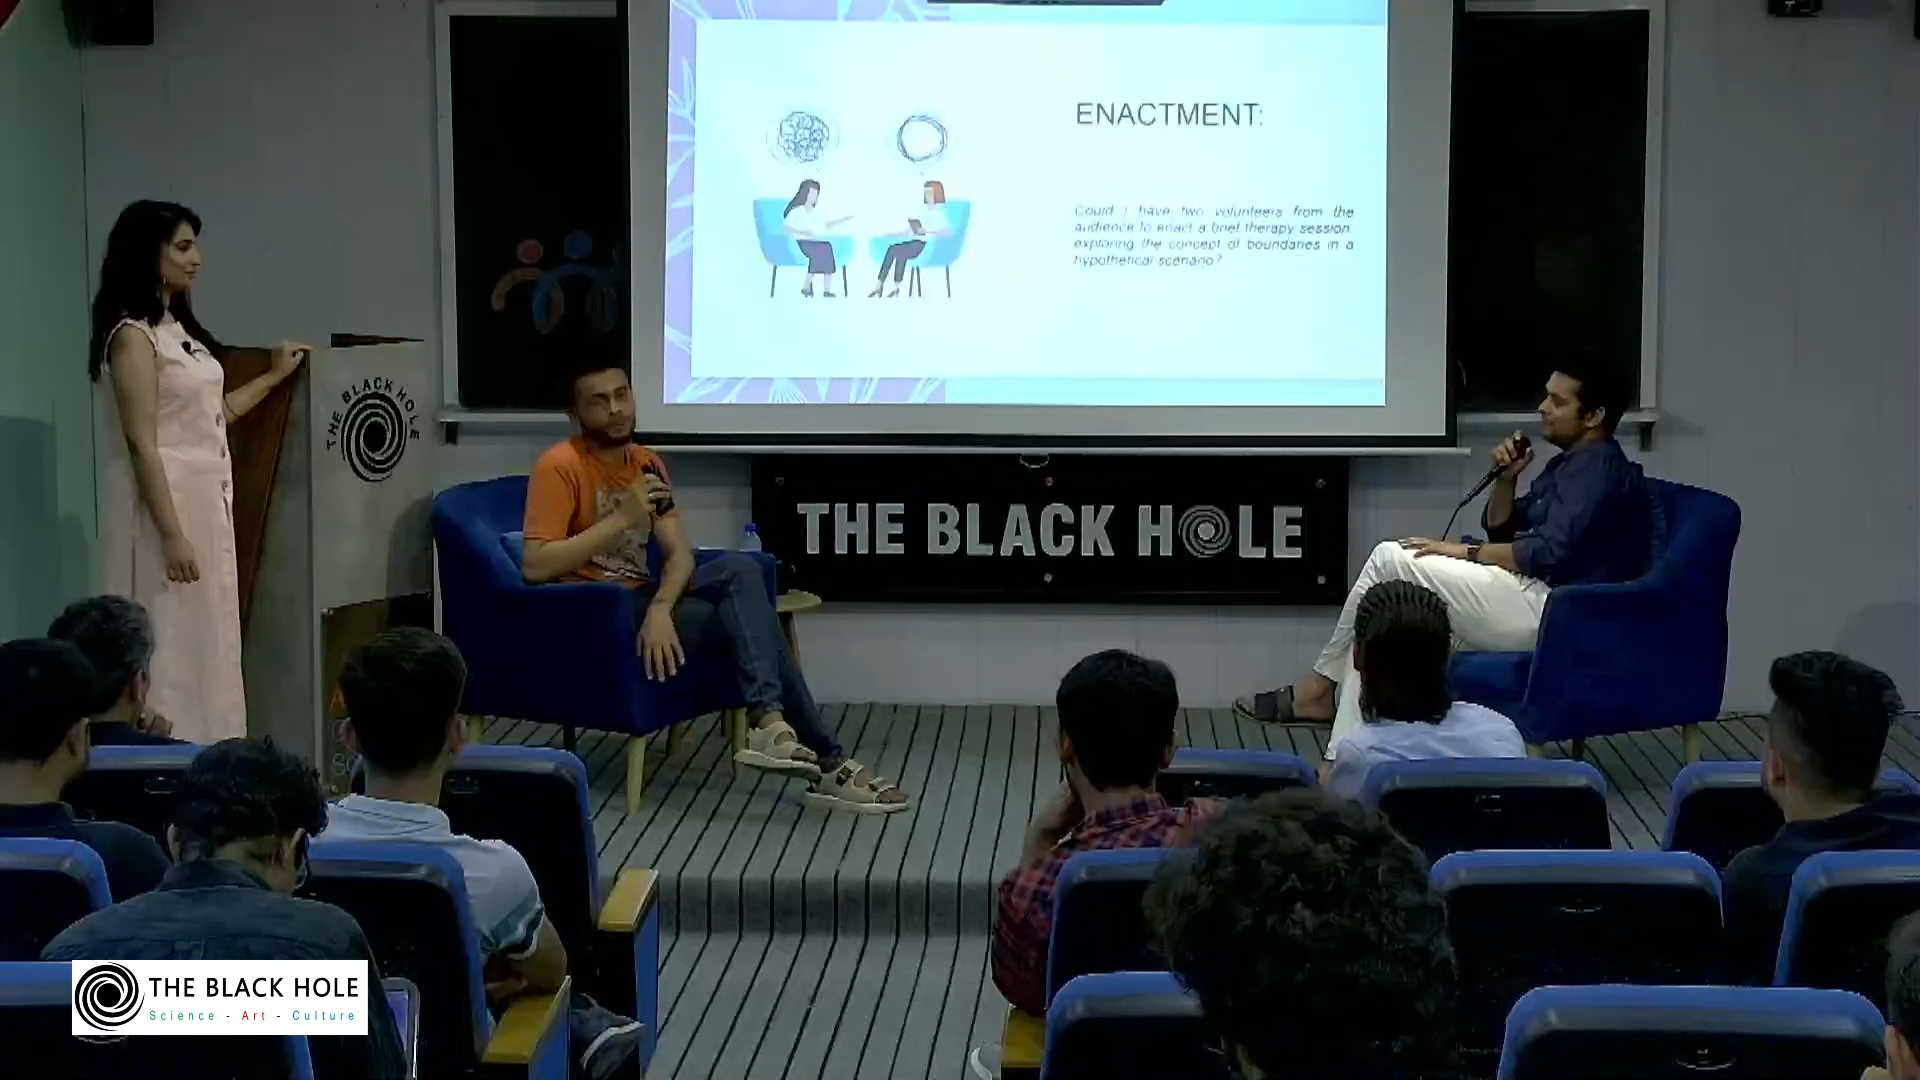 ENACTMENT:
Could I have two volunteers from the
audience to enact a brief therapy session,
exploring the concept of boundaries in a
hypothetical scenario?
THE BLACK HOLE
THE BLACK HOLE
THE BLACK HOLE
Science - Art - Culture